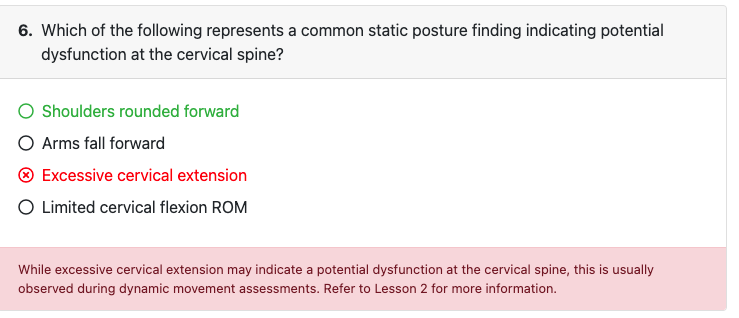 6. Which of the following represents a common static posture finding indicating potential
dysfunction at the cervical spine?
Shoulders rounded forward
Arms fall forward
Excessive cervical extension
Limited cervical flexion ROM
While excessive cervical extension may indicate a potential dysfunction at the cervical spine, this is usually
observed during dynamic movement assessments. Refer to Lesson 2 for more information.